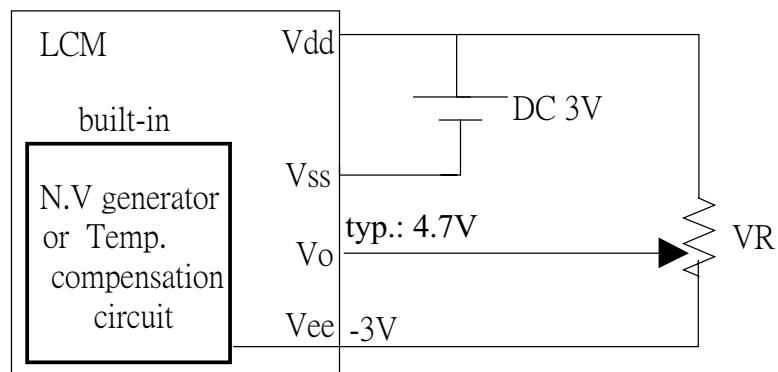 LCM
Vdd
DC 3V
built-in
Vss
N.V generator
or Temp.
compensation
circuit
typ.: 4.7V
Vo
VR
Vee
-3V